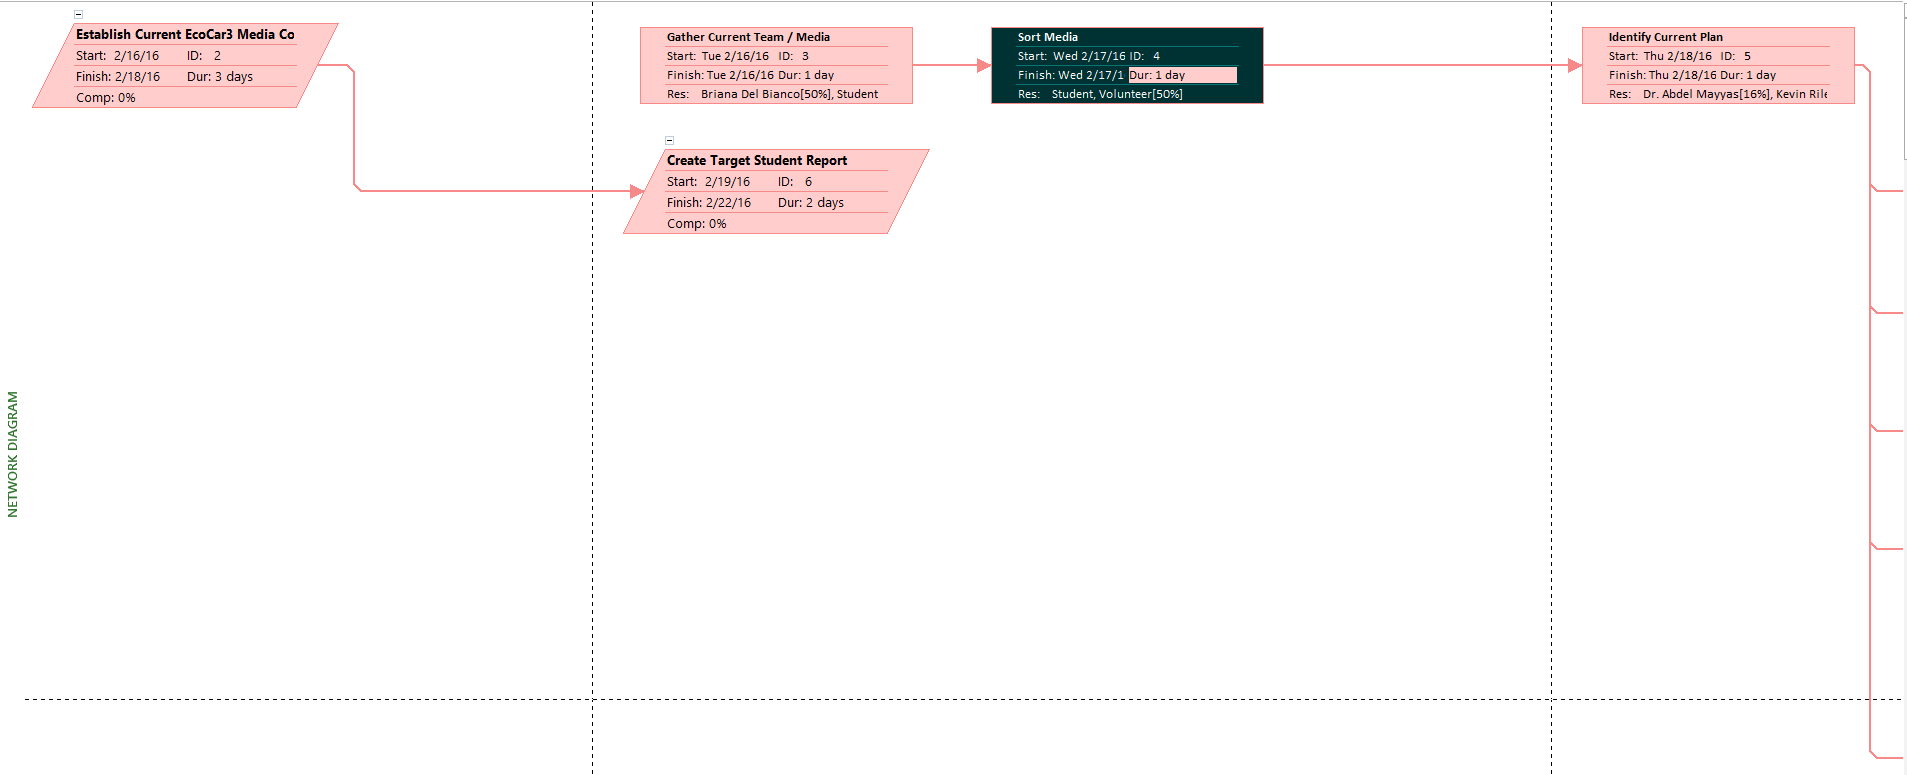 Establish Current EcoCar3 Media Co
Start: 2/16/16 ID: 2
Finish: 2/18/16 Dur: 3 days
Comp: 0%
Gather Current Team / Media
Start: Tue 2/16/16 ID: 3
Finish: Tue 2/16/16 Dur: 1 day
Res: Briana Del Bianco[50%], Student
Sort Media
Start: Wed 2/17/16 ID: 4
Finish: Wed 2/17/1 Dur: 1 day
Res: Student, Volunteer[50%]
Identify Current Plan
Start: Thu 2/18/16 ID: 5
Finish: Thu 2/18/16 Dur: 1 day
Res: Dr. Abdel Mayyas[16%], Kevin Rile
Create Target Student Report
Start: 2/19/16 ID: 6
Finish: 2/22/16 Dur: 2 days
Comp: 0%
NETWORK DIAGRAM